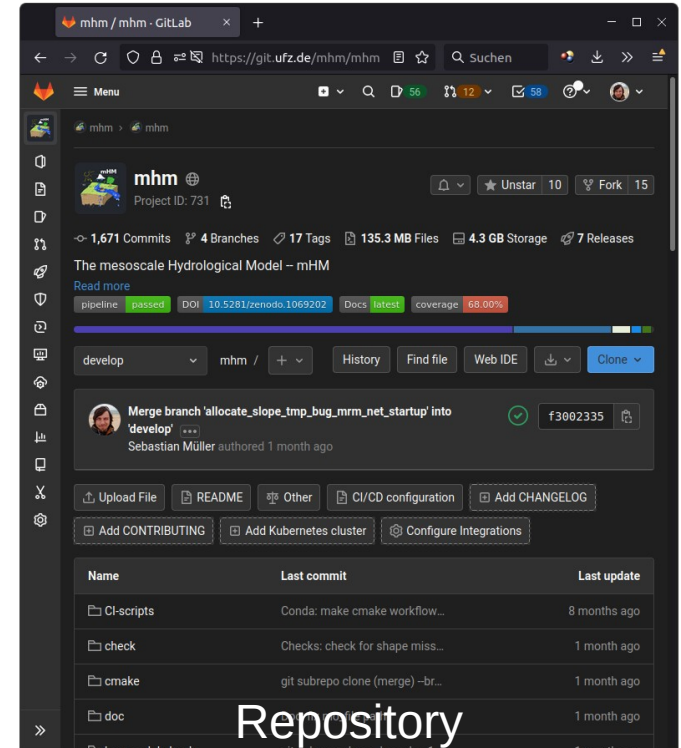 mhm / mhm · GitLab
https://git.ufz.de/mhm/mhm
Suchen
Menu
56
12
58
mhm › mhm
mHM
mhm
Project ID: 731
Unstar 10
Fork 15
1,671 Commits 4 Branches 17 Tags 135.3 MB Files 4.3 GB Storage 7 Releases
The mesoscale Hydrological Model – mHM
Read more
pipeline passed DOI 10.5281/zenodo.1069202 Docs latest coverage 68.00%
develop mhm / + History Find file Web IDE Clone
Merge branch 'allocate_slope_tmp_bug_mrm_net_startup' into
'develop' ...
Sebastian Müller authored 1 month ago
f3002335
Upload File README Other CI/CD configuration Add CHANGELOG
Add CONTRIBUTING Add Kubernetes cluster Configure Integrations
Name Last commit Last update
CI-scripts Conda: make cmake workflow... 8 months ago
check Checks: check for shape miss... 1 month ago
cmake git subrepo clone (merge) --br... 1 month ago
doc 1 month ago
Repository